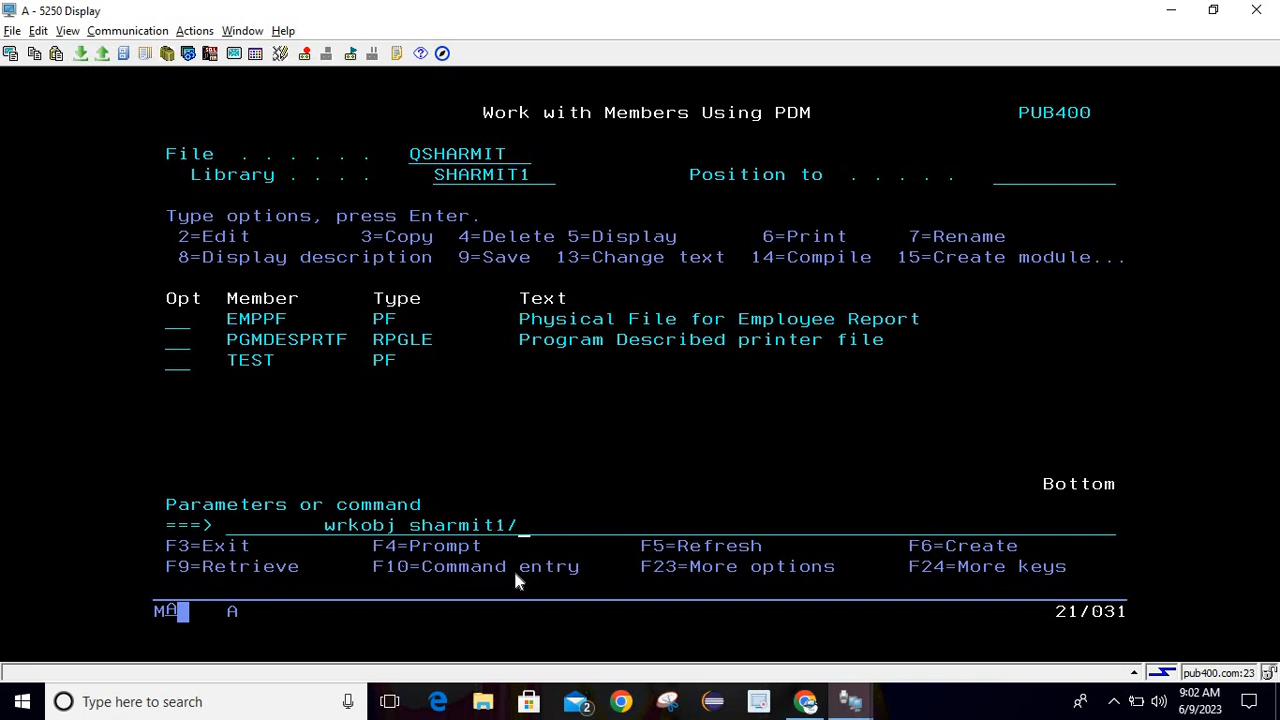 A - 5250 Display
File Edit View Communication Actions Window Help
Work with Members Using PDM PUB400
File . . . . . . QSHARMIT
Library . . . . SHARMIT1 Position to . . . . .
Type options, press Enter.
2=Edit 3=Copy 4=Delete 5=Display 6=Print 7=Rename
8=Display description 9=Save 13=Change text 14=Compile 15=Create module...
Opt Member Type Text
EMPPF PF Physical File for Employee Report
PGMDESPRTF RPGLE Program Described printer file
TEST PF
Bottom
Parameters or command
===> wrkobj sharmit1/
F3=Exit F4=Prompt F5=Refresh F6=Create
F9=Retrieve F10=Command entry F23=More options F24=More keys
MA A 21/031
pub400.com:23
Type here to search 2 9:02 AM
6/9/2023